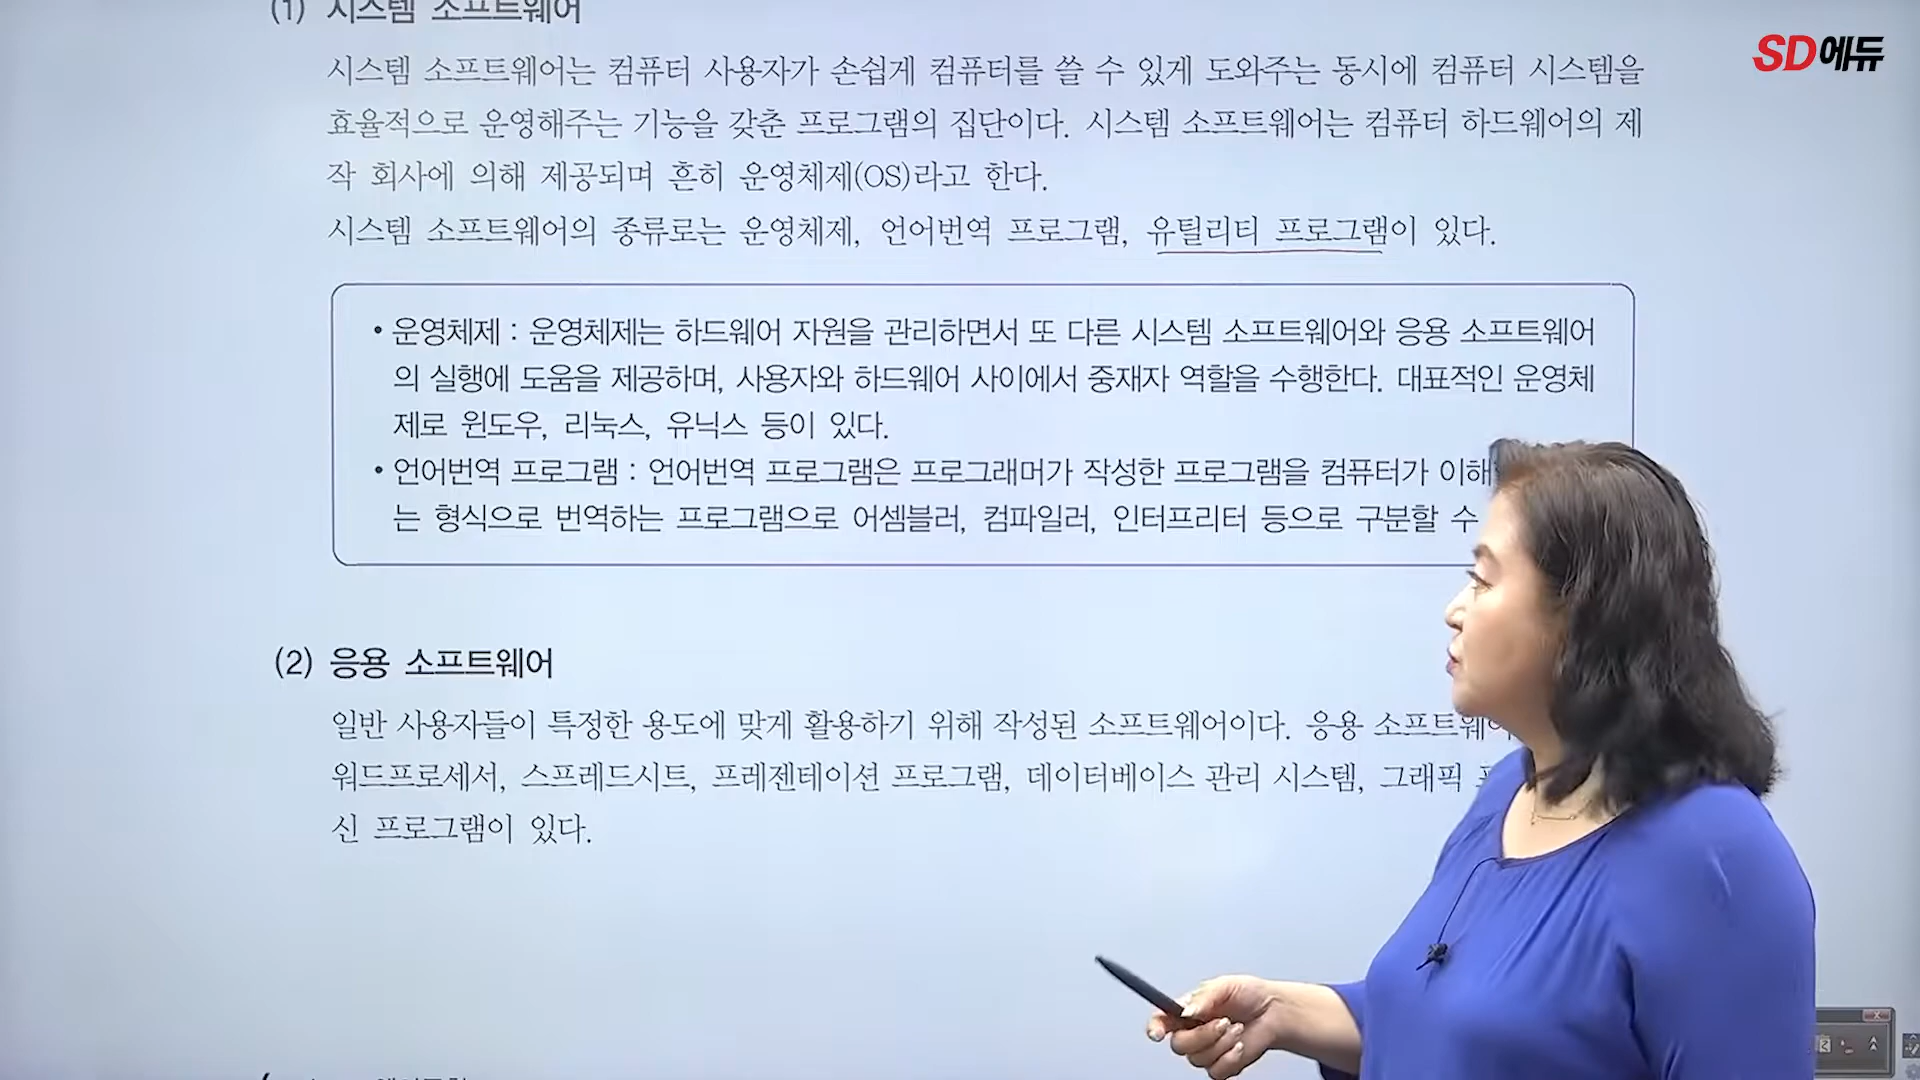 (1) 시스템 소프트웨어
SD에듀
시스템 소프트웨어는 컴퓨터 사용자가 손쉽게 컴퓨터를 쓸 수 있게 도와주는 동시에 컴퓨터 시스템을
효율적으로 운영해주는 기능을 갖춘 프로그램의 집단이다. 시스템 소프트웨어는 컴퓨터 하드웨어의 제
작 회사에 의해 제공되며 흔히 운영체제(OS)라고 한다.
시스템 소프트웨어의 종류로는 운영체제, 언어번역 프로그램, 유틸리티 프로그램이 있다.
• 운영체제 : 운영체제는 하드웨어 자원을 관리하면서 또 다른 시스템 소프트웨어와 응용 소프트웨어
의 실행에 도움을 제공하며, 사용자와 하드웨어 사이에서 중재자 역할을 수행한다. 대표적인 운영체
제로 윈도우, 리눅스, 유닉스 등이 있다.
• 언어번역 프로그램 : 언어번역 프로그램은 프로그래머가 작성한 프로그램을 컴퓨터가 이해
는 형식으로 번역하는 프로그램으로 어셈블러, 컴파일러, 인터프리터 등으로 구분할 수
(2) 응용 소프트웨어
일반 사용자들이 특정한 용도에 맞게 활용하기 위해 작성된 소프트웨어이다. 응용 소프트웨어
워드프로세서, 스프레드시트, 프레젠테이션 프로그램, 데이터베이스 관리 시스템, 그래픽
신 프로그램이 있다.